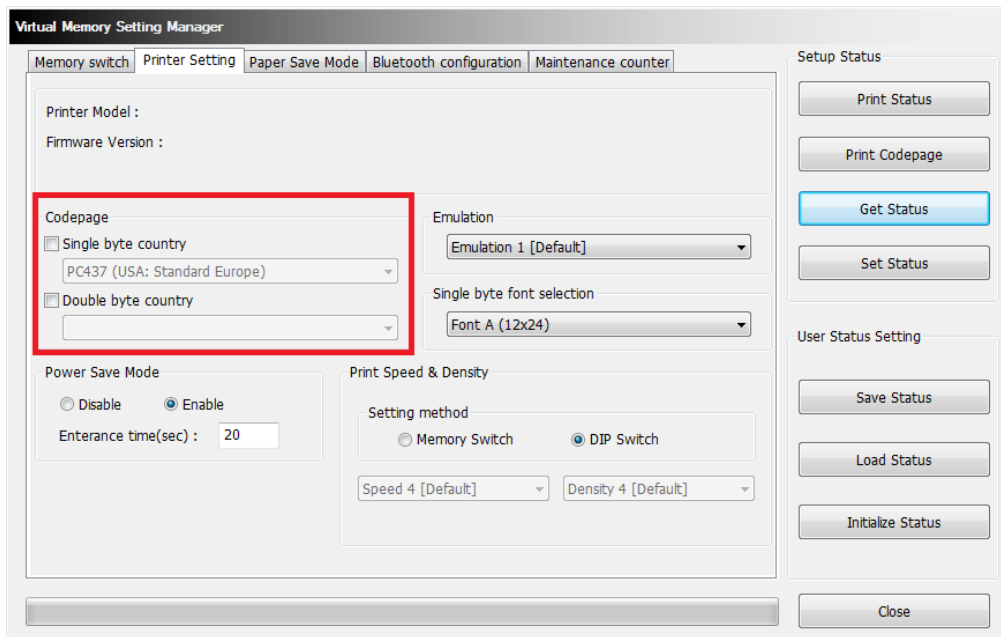 Virtual Memory Setting Manager
Memory switch Printer Setting Paper Save Mode Bluetooth configuration Maintenance counter
Printer Model :
Firmware Version :
Codepage
Single byte country
PC437 (USA: Standard Europe)
Double byte country
Emulation
Emulation 1 [Default]
Single byte font selection
Font A (12x24)
Power Save Mode
Disable Enable
Enterance time(sec) : 20
Print Speed & Density
Setting method
Memory Switch DIP Switch
Speed 4 [Default] Density 4 [Default]
Setup Status
Print Status
Print Codepage
Get Status
Set Status
User Status Setting
Save Status
Load Status
Initialize Status
Close